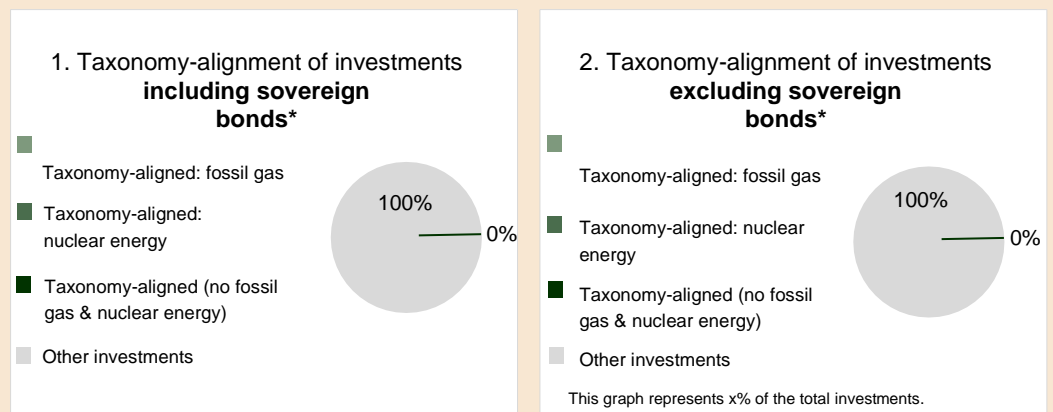 1. Taxonomy-alignment of investments
including sovereign
bonds*
Taxonomy-aligned: fossil gas
Taxonomy-aligned:
nuclear energy
Taxonomy-aligned (no fossil
gas & nuclear energy)
Other investments
100%
0%
2. Taxonomy-alignment of investments
excluding sovereign
bonds*
Taxonomy-aligned: fossil gas
Taxonomy-aligned: nuclear
energy
Taxonomy-aligned (no fossil
gas & nuclear energy)
Other investments
100%
0%
This graph represents x% of the total investments.